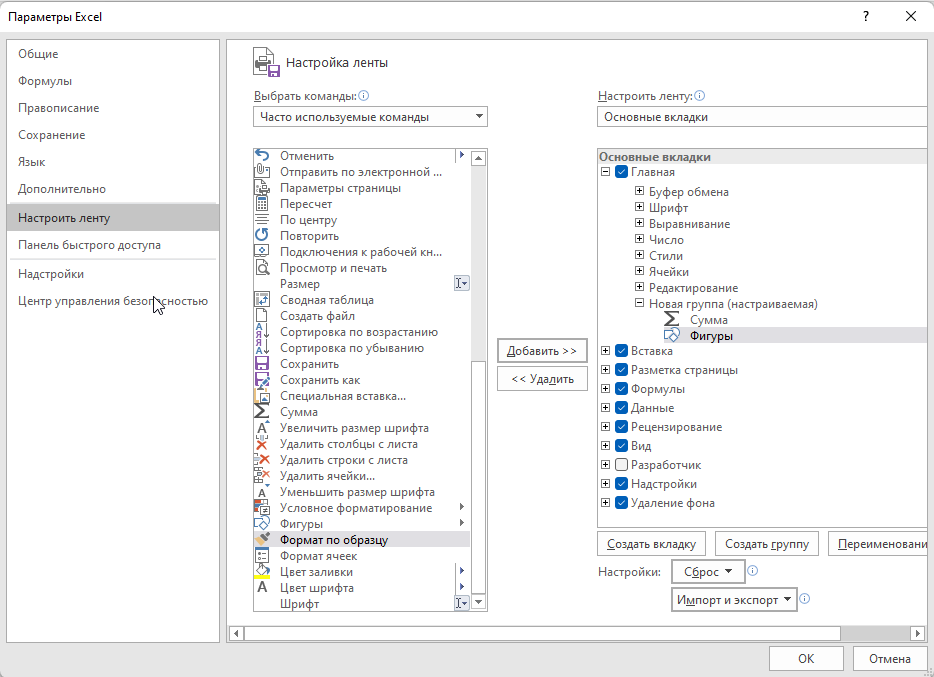 Параметры Excel
?
Общие
Формулы
Правописание
Сохранение
Язык
Дополнительно
Настроить ленту
Панель быстрого доступа
Надстройки
Центр управления безопасностью
Настройка ленты
Выбрать команды:
Часто используемые команды
Отменить
Отправить по электронной ...
Параметры страницы
Пересчет
По центру
Повторить
Подключения к рабочей кн...
Просмотр и печать
Размер
Сводная таблица
Создать файл
Сортировка по возрастанию
Сортировка по убыванию
Сохранить
Сохранить как
Специальная вставка...
Сумма
Увеличить размер шрифта
Удалить столбцы с листа
Удалить строки с листа
Удалить ячейки...
Уменьшить размер шрифта
Условное форматирование
Фигуры
Формат по образцу
Формат ячеек
Цвет заливки
Цвет шрифта
Шрифт
Добавить >>
<< Удалить
Настроить ленту:
Основные вкладки
Основные вкладки
Главная
Буфер обмена
Шрифт
Выравнивание
Число
Стили
Ячейки
Редактирование
Новая группа (настраиваемая)
Сумма
Фигуры
Вставка
Разметка страницы
Формулы
Данные
Рецензирование
Вид
Разработчик
Надстройки
Удаление фона
Создать вкладку
Создать группу
Переименовани
Настройки:
Сброс
Импорт и экспорт
ОК
Отмена